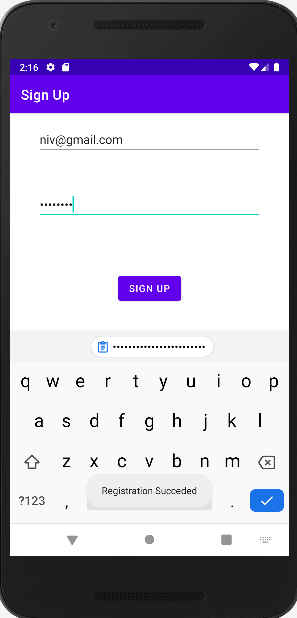 2:16
Sign Up
niv@gmail.com
••••••••
SIGN UP
••••••••••••••••••••••••
q w e r t y u i o p
a s d f g h j k l
z x c v b n m
?123 , .
Registration Succeded